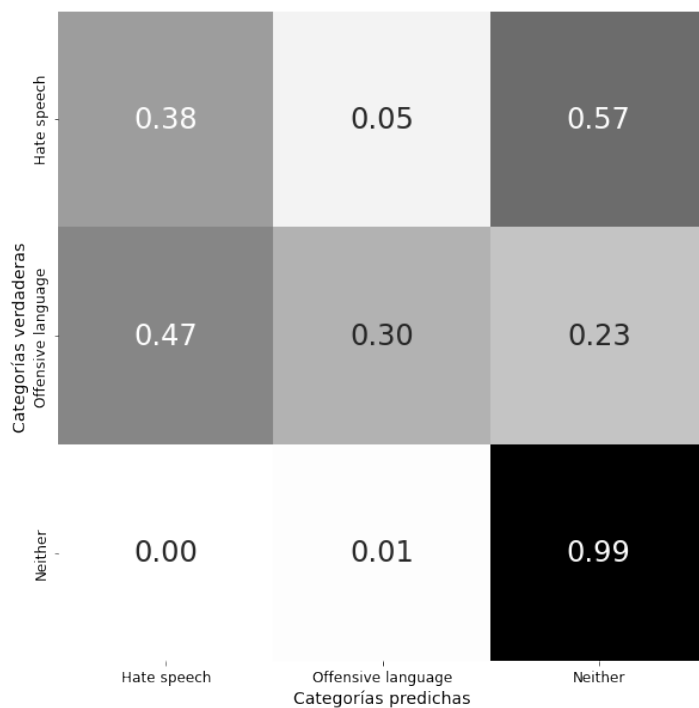 Categorías verdaderas
Hate speech
0.38 0.05 0.57
Offensive language
0.47 0.30 0.23
Neither
0.00 0.01 0.99
Hate speech Offensive language Neither
Categorías predichas